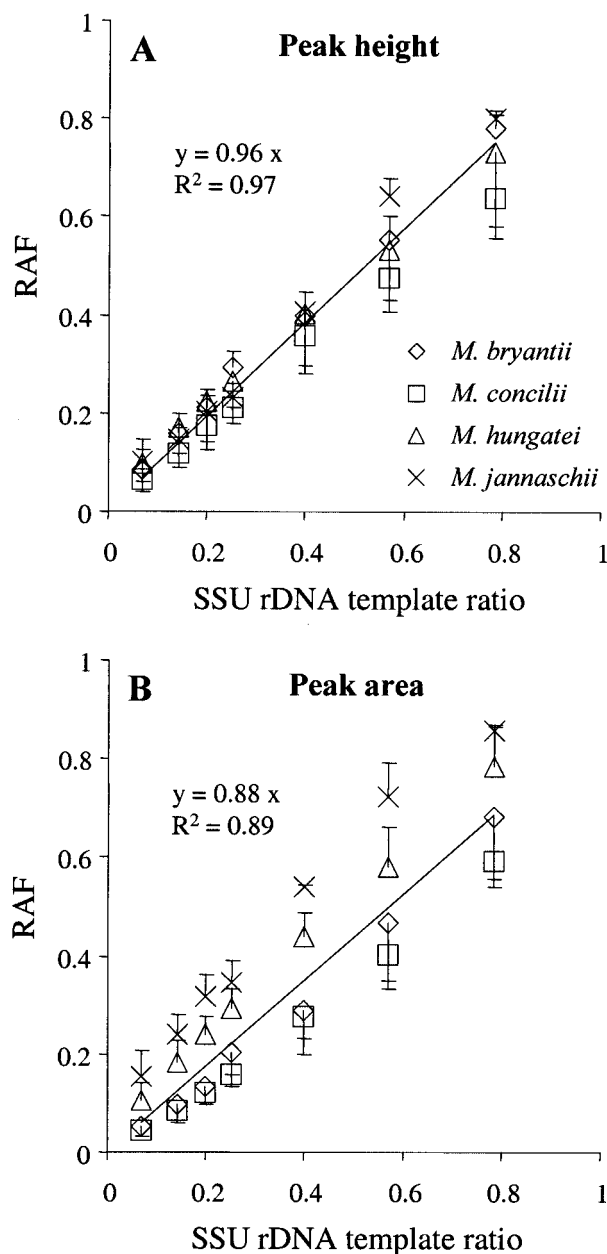 A Peak height
1
0.8
0.6
0.4
0.2
0
RAF
y = 0.96 x
R² = 0.97
M. bryantii
M. concilii
M. hungatei
M. jannaschii
0 0.2 0.4 0.6 0.8 1
SSU rDNA template ratio
B Peak area
1
0.8
0.6
0.4
0.2
0
RAF
y = 0.88 x
R² = 0.89
0 0.2 0.4 0.6 0.8 1
SSU rDNA template ratio